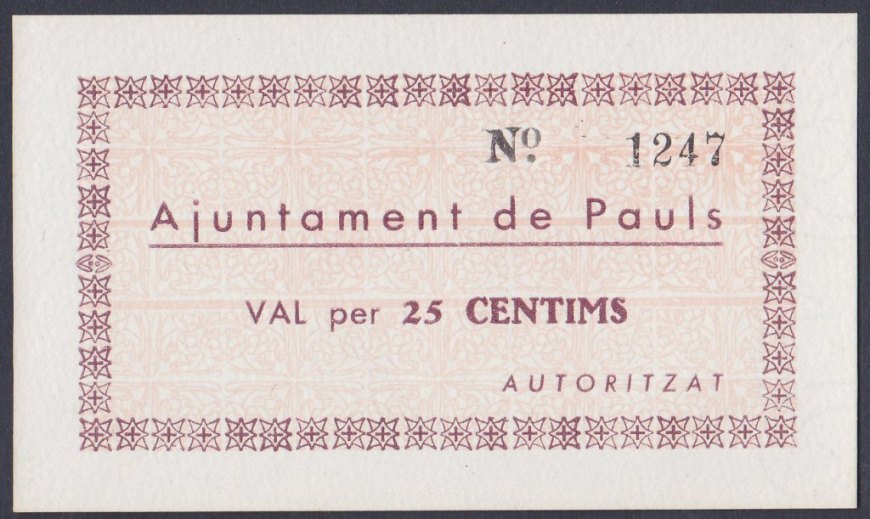 Nº 1247
Ajuntament de Pauls
VAL per 25 CENTIMS
AUTORITZAT